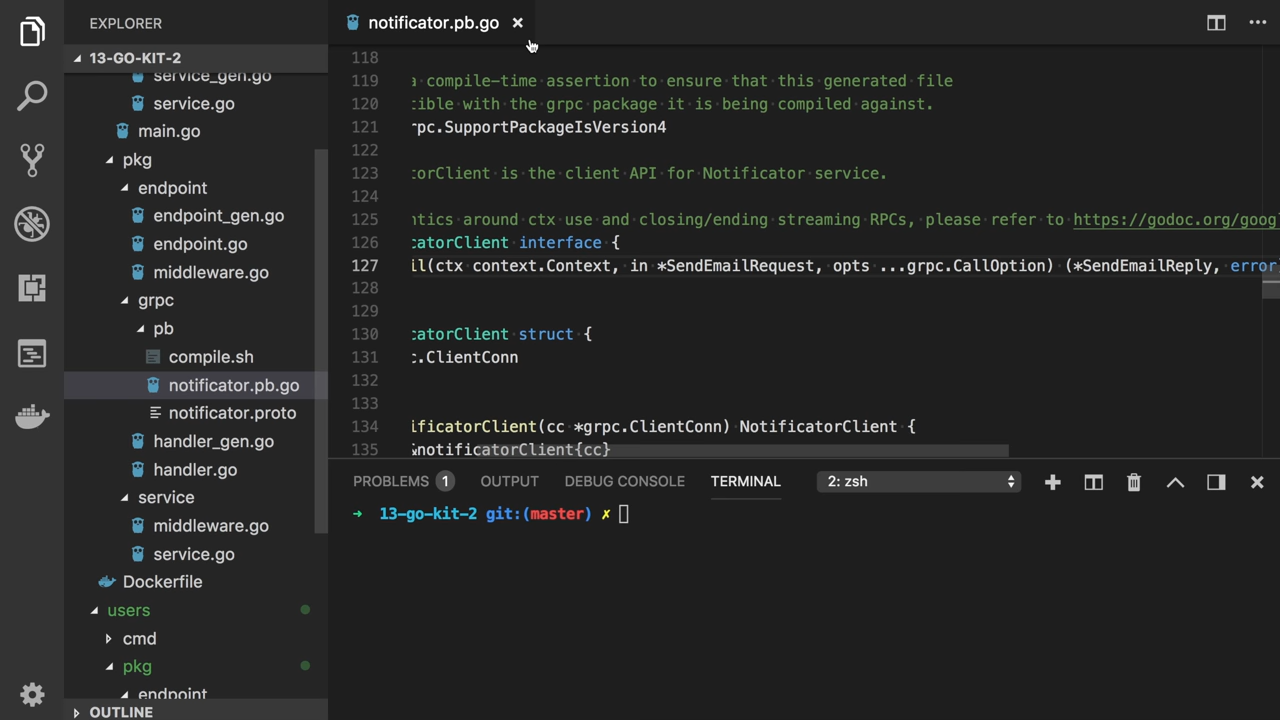 EXPLORER
13-GO-KIT-2
service_gen.go
service.go
main.go
pkg
endpoint
endpoint_gen.go
endpoint.go
middleware.go
grpc
pb
compile.sh
notificator.pb.go
notificator.proto
handler_gen.go
handler.go
service
middleware.go
service.go
Dockerfile
users
cmd
pkg
endpoint
OUTLINE
notificator.pb.go
118
119 a compile-time assertion to ensure that this generated file
120 tible with the grpc package it is being compiled against.
121 rpc.SupportPackageIsVersion4
122
123 torClient is the client API for Notificator service.
124
125 ntics around ctx use and closing/ending streaming RPCs, please refer to https://godoc.org/goog
126 catorClient interface {
127 il(ctx context.Context, in *SendEmailRequest, opts ...grpc.CallOption) (*SendEmailReply, error
128
129
130 catorClient struct {
131 c.ClientConn
132
133
134 ificatorClient(cc *grpc.ClientConn) NotificatorClient {
135 &notificatorClient{cc}
PROBLEMS 1 OUTPUT DEBUG CONSOLE TERMINAL 2: zsh
→ 13-go-kit-2 git:(master) ✗